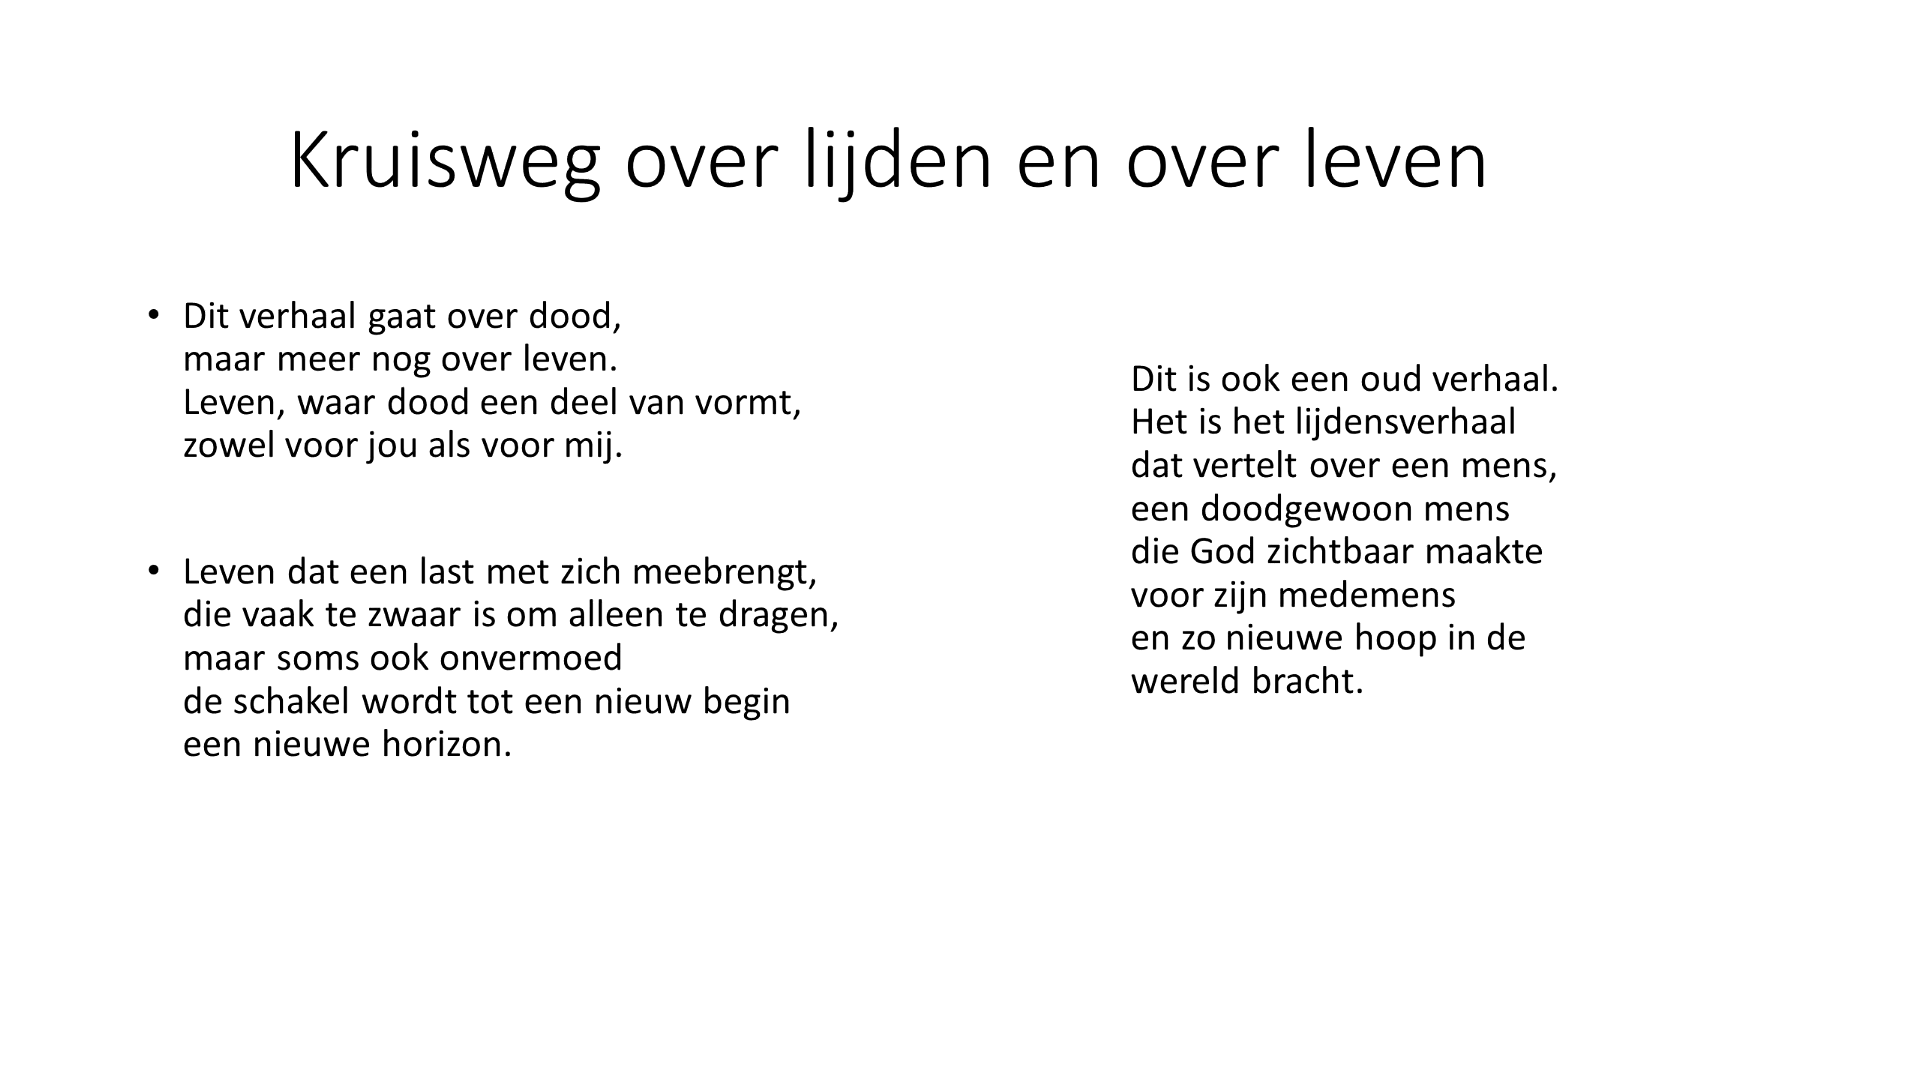 Kruisweg over lijden en over leven
• Dit verhaal gaat over dood,
maar meer nog over leven.
Leven, waar dood een deel van vormt,
zowel voor jou als voor mij.
• Leven dat een last met zich meebrengt,
die vaak te zwaar is om alleen te dragen,
maar soms ook onvermoed
de schakel wordt tot een nieuw begin
een nieuwe horizon.
Dit is ook een oud verhaal.
Het is het lijdensverhaal
dat vertelt over een mens,
een doodgewoon mens
die God zichtbaar maakte
voor zijn medemens
en zo nieuwe hoop in de
wereld bracht.